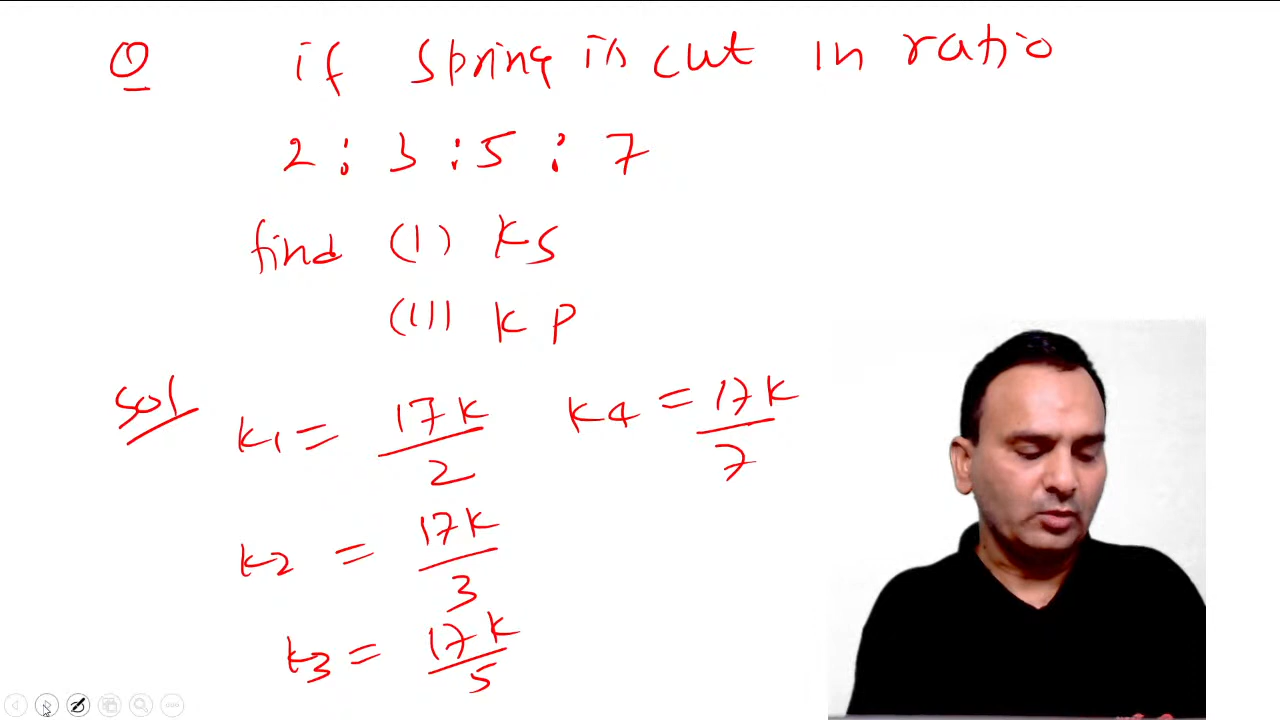 Q if spring is cut in ratio
2 : 3 : 5 : 7
find (I) KS
(II) K P
Sol K1 = 17K/2 K4 = 17K/7
K2 = 17K/3
K3 = 17K/5